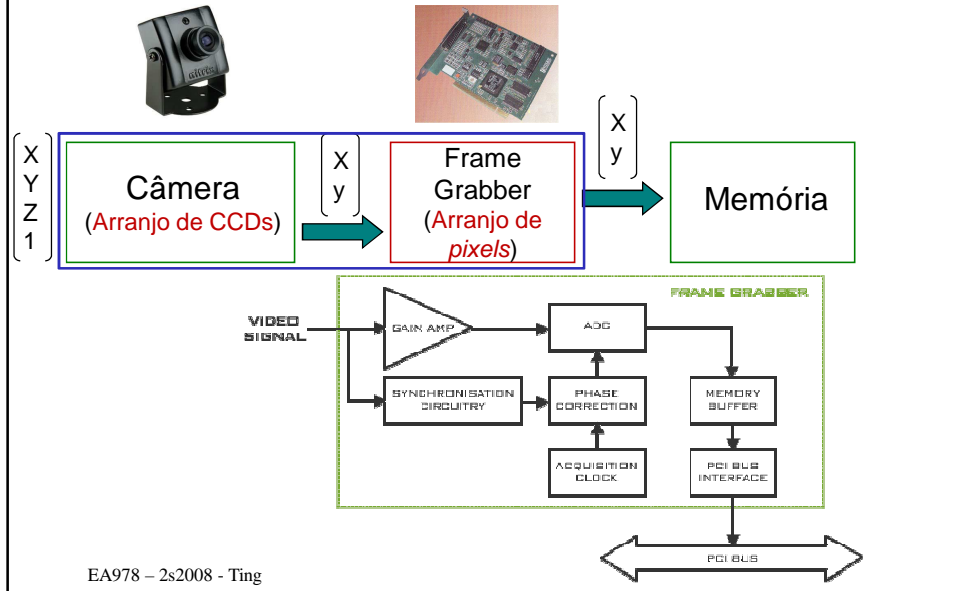 X
Y
Z
1
Câmera
(Arranjo de CCDs)
X
y
Frame
Grabber
(Arranjo de
pixels)
X
y
Memória
FRAME GRABBER
VIDEO
SIGNAL
GAIN AMP
ADC
SYNCHRONISATION
CIRCUITRY
PHASE
CORRECTION
MEMORY
BUFFER
ACQUISITION
CLOCK
PCI BUS
INTERFACE
PCI BUS
EA978 – 2s2008 - Ting